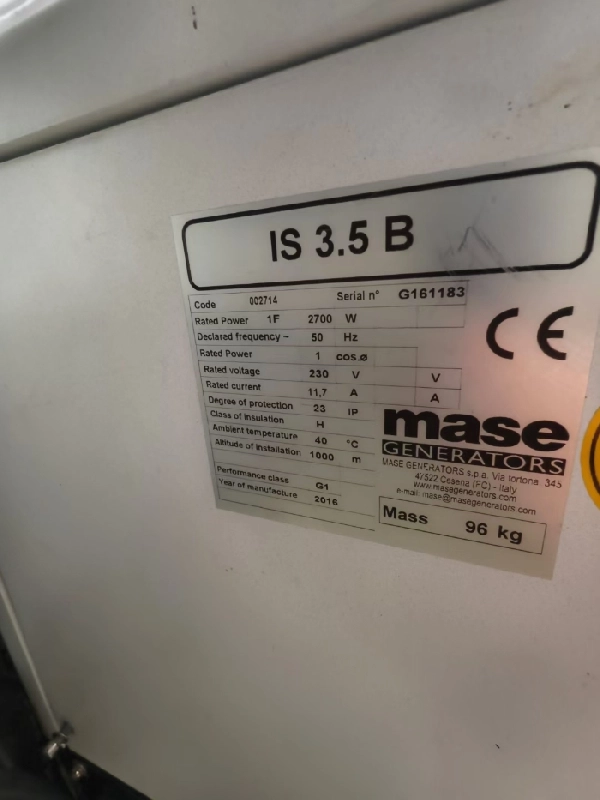 IS 3.5 B
Code 002714 Serial n° G161183
Rated Power 1F 2700 W
Declared frequency ~ 50 Hz
Rated Power 1 cos.ø
Rated voltage 230 V V
Rated current 11,7 A A
Degree of protection 23 IP
Class of insulation H
Ambient temperature 40 °C
Altitude of installation 1000 m
Performance class G1
Year of manufacture 2016
CE
mase
GENERATORS
MASE GENERATORS s.p.a. Via tortona, 345
47522 Cesena (FC) - Italy
www.masegenerators.com
e-mail: mase@masegenerators.com
Mass 96 kg